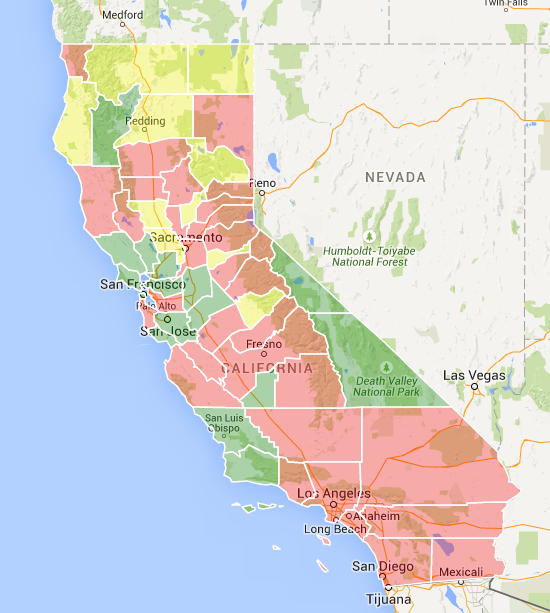 Medford
Twin Falls
Redding
Reno
NEVADA
Sacramento
Humboldt-Toiyabe
National Forest
San Francisco
Palo Alto
San Jose
Fresno
CALIFORNIA
Las Vegas
Death Valley
National Park
San Luis
Obispo
Los Angeles
Anaheim
Long Beach
San Diego
Mexicali
Tijuana